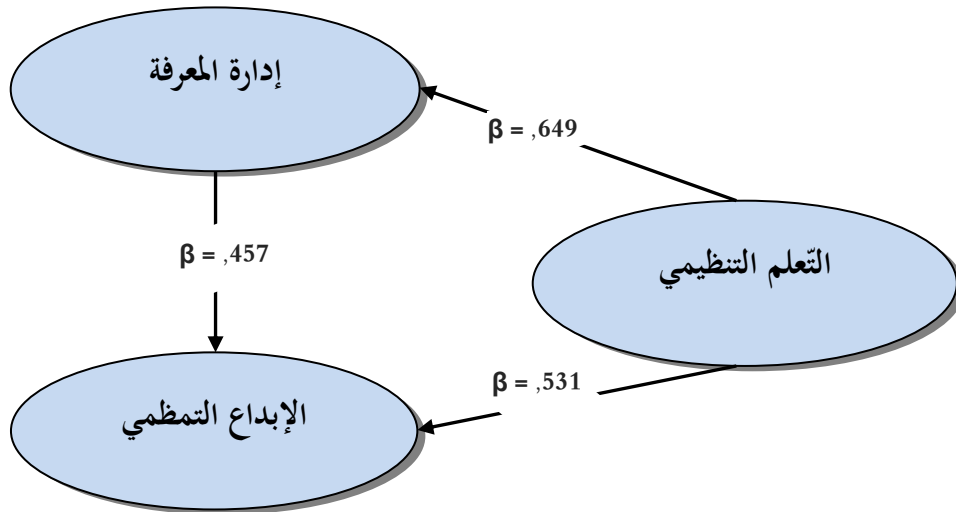 إدارة المعرفة
β = ,649
β = ,457
التّعلم التنظيمي
β = ,531
الإبداع التمظمي